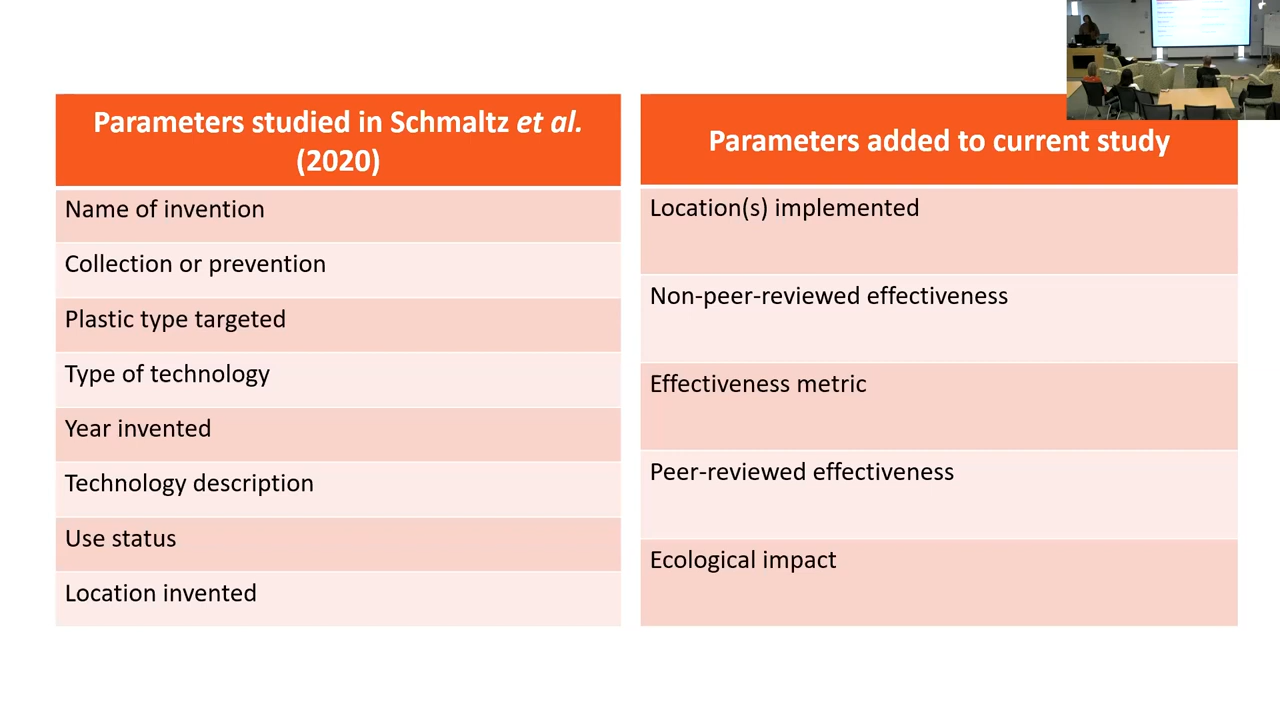 Parameters studied in Schmaltz et al.
(2020)
Name of invention
Collection or prevention
Plastic type targeted
Type of technology
Year invented
Technology description
Use status
Location invented
Parameters added to current study
Location(s) implemented
Non-peer-reviewed effectiveness
Effectiveness metric
Peer-reviewed effectiveness
Ecological impact